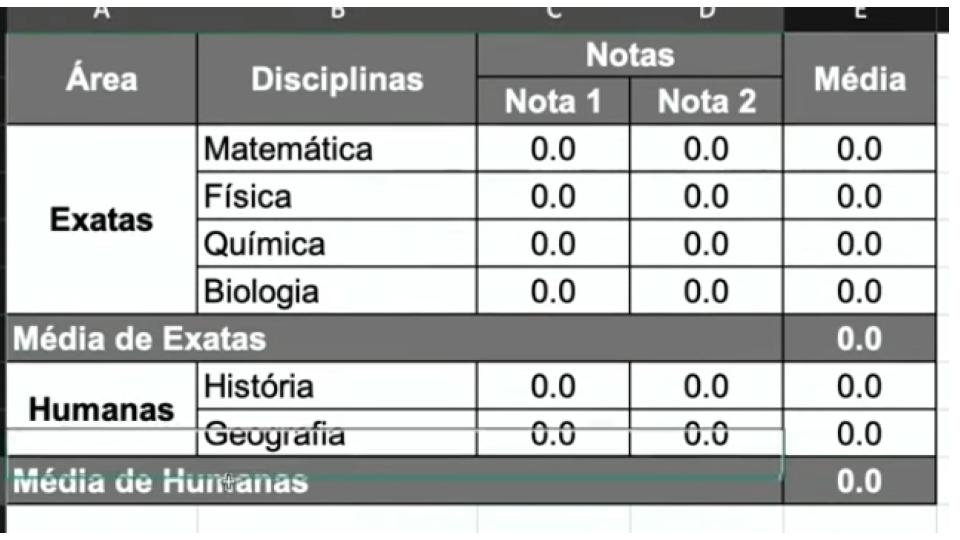 A B C D E
Área Disciplinas Notas Média
Nota 1 Nota 2
Exatas Matemática 0.0 0.0 0.0
Física 0.0 0.0 0.0
Química 0.0 0.0 0.0
Biologia 0.0 0.0 0.0
Média de Exatas 0.0
Humanas História 0.0 0.0 0.0
Geografia 0.0 0.0 0.0
Média de Humanas 0.0